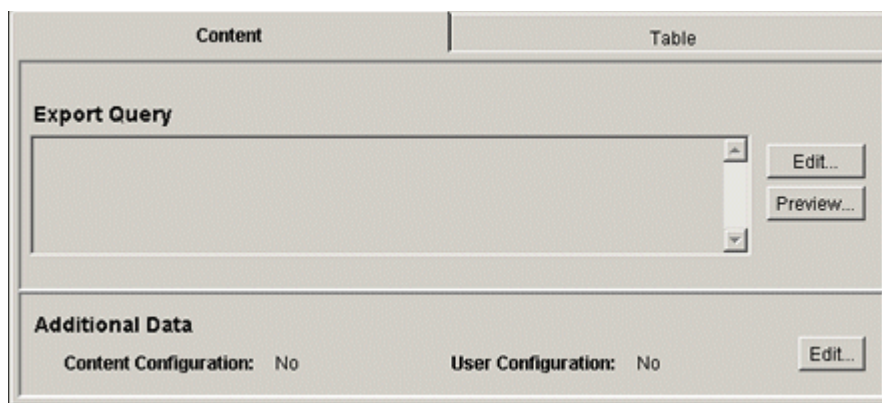 Content Table
Export Query
Edit...
Preview...
Additional Data
Content Configuration: No User Configuration: No Edit...